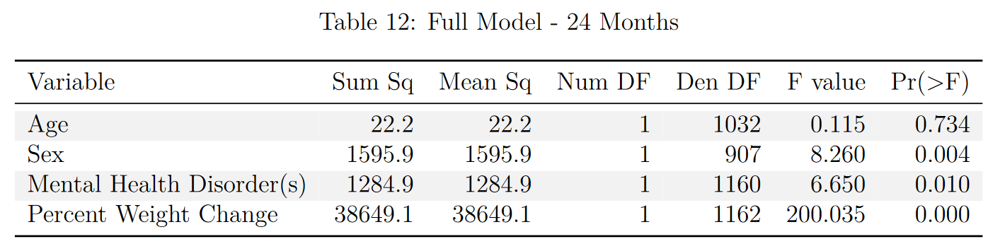 Table 12: Full Model - 24 Months
Variable Sum Sq Mean Sq Num DF Den DF F value Pr(>F)
Age 22.2 22.2 1 1032 0.115 0.734
Sex 1595.9 1595.9 1 907 8.260 0.004
Mental Health Disorder(s) 1284.9 1284.9 1 1160 6.650 0.010
Percent Weight Change 38649.1 38649.1 1 1162 200.035 0.000